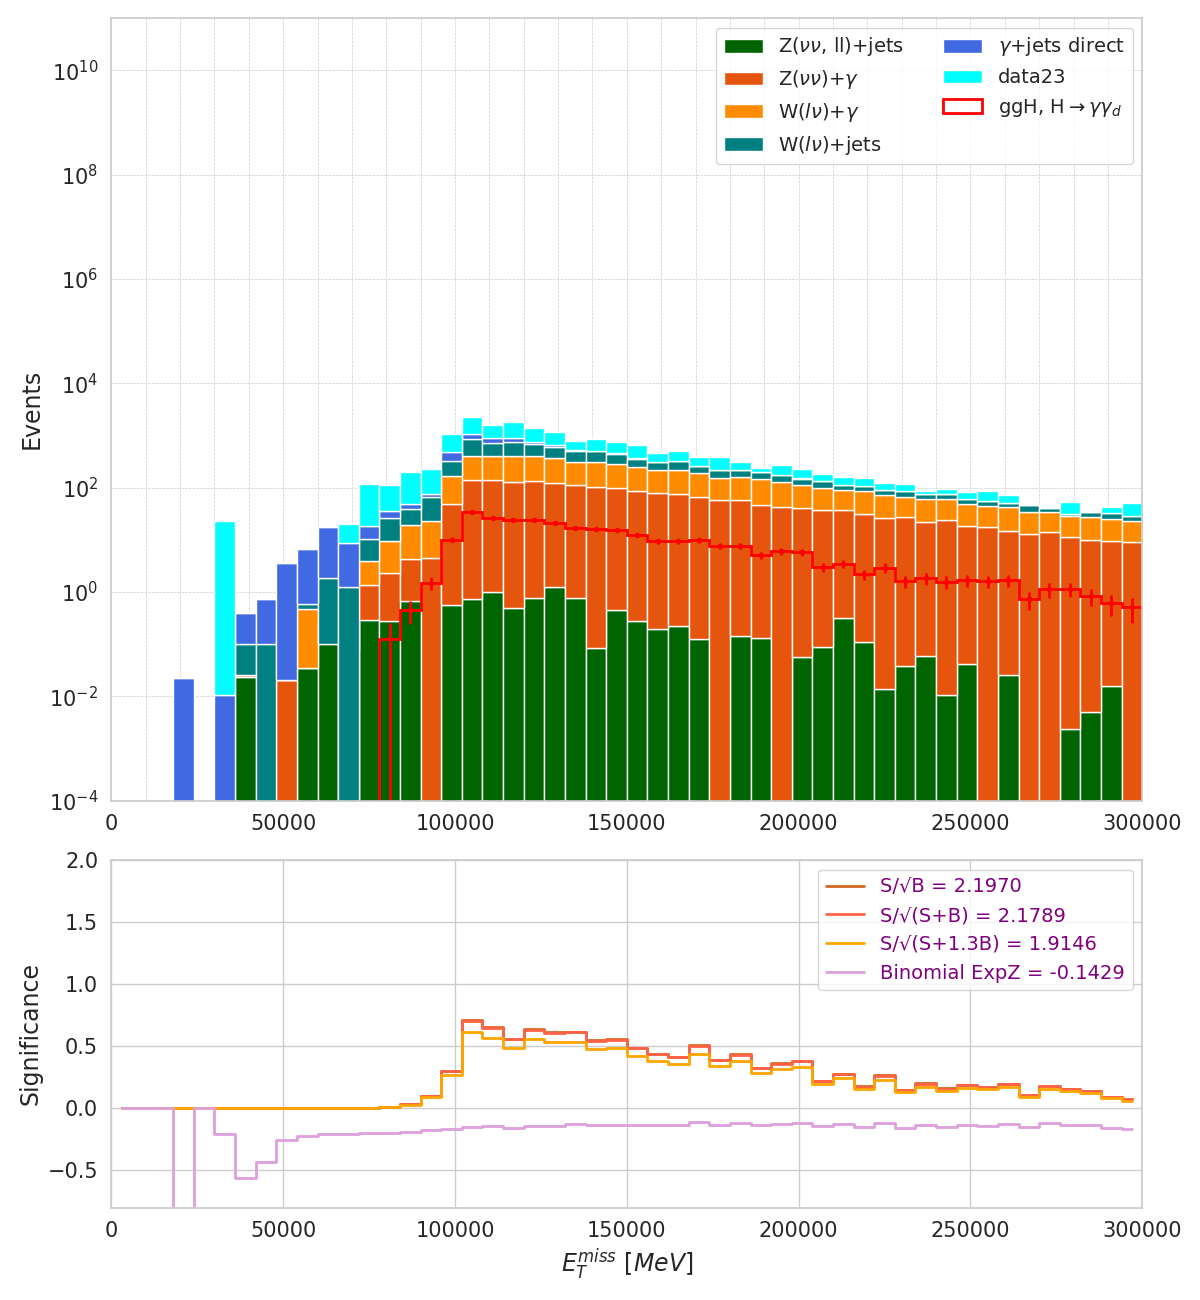 Z(νν, ll)+jets
Z(νν)+γ
W(lν)+γ
W(lν)+jets
γ+jets direct
data23
ggH, H→γγ_d
Events
10^10
10^8
10^6
10^4
10^2
10^0
10^−2
10^−4
0 50000 100000 150000 200000 250000 300000
S/√B = 2.1970
S/√(S+B) = 2.1789
S/√(S+1.3B) = 1.9146
Binomial ExpZ = -0.1429
Significance
2.0
1.5
1.0
0.5
0.0
−0.5
0 50000 100000 150000 200000 250000 300000
E_T^miss [MeV]